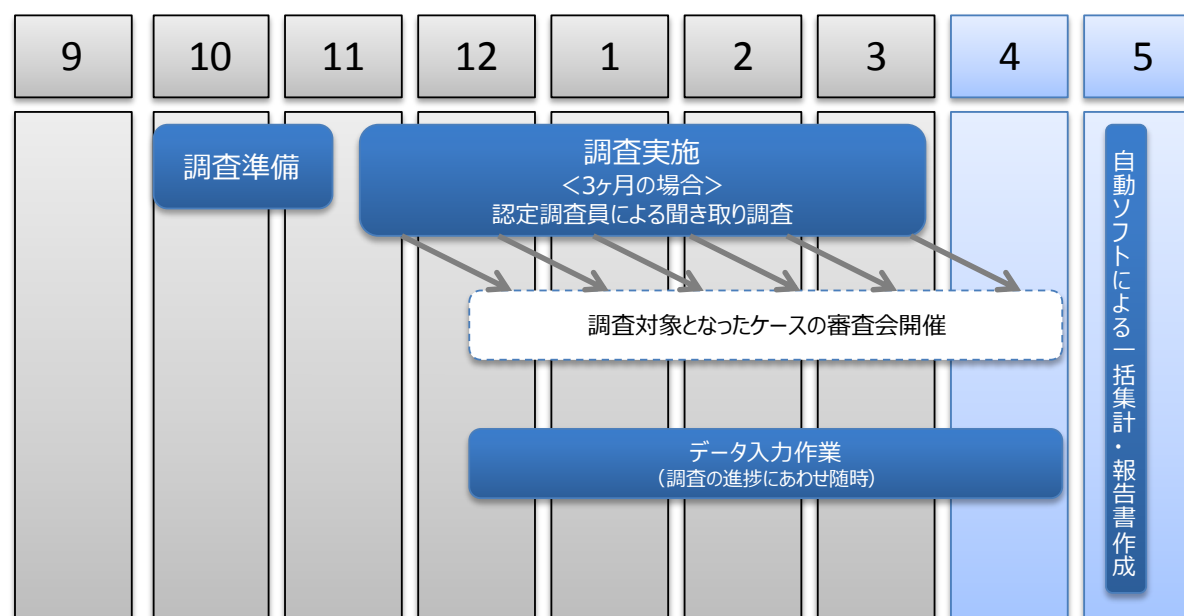 9
10
11
12
1
2
3
4
5
調査準備
調査実施
＜3ヶ月の場合＞
認定調査員による聞き取り調査
調査対象となったケースの審査会開催
データ入力作業
（調査の進捗にあわせ随時）
自動ソフトによる一括集計・報告書作成